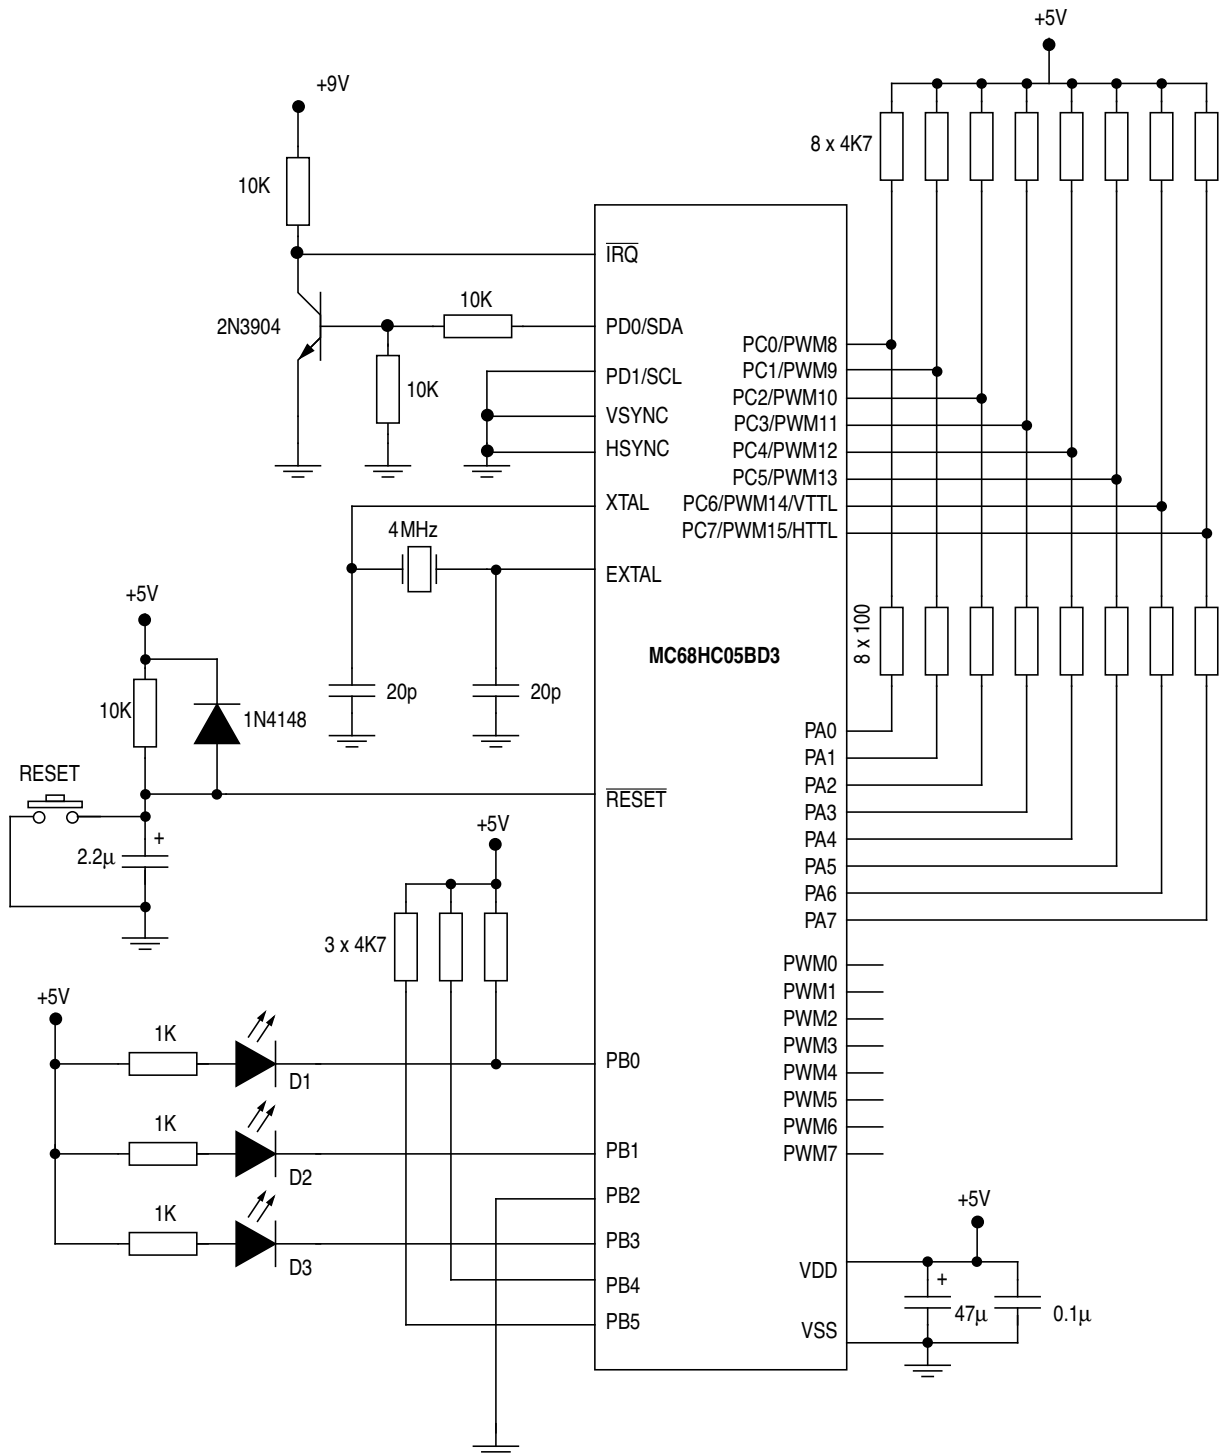 +5V
+9V
8 x 4K7
10K
IRQ
10K
2N3904
PD0/SDA
PC0/PWM8
PC1/PWM9
10K
PD1/SCL
PC2/PWM10
VSYNC
PC3/PWM11
HSYNC
PC4/PWM12
PC5/PWM13
XTAL
PC6/PWM14/VTTL
4MHz
PC7/PWM15/HTTL
EXTAL
+5V
8 x 100
MC68HC05BD3
20p
20p
10K
1N4148
PA0
PA1
RESET
PA2
RESET
PA3
+5V
PA4
+
2.2µ
PA5
PA6
PA7
3 x 4K7
PWM0
PWM1
+5V
PWM2
1K
PWM3
PB0
PWM4
D1
PWM5
1K
PWM6
PB1
PWM7
D2
PB2
+5V
1K
PB3
D3
VDD
+
PB4
47µ
0.1µ
PB5
VSS